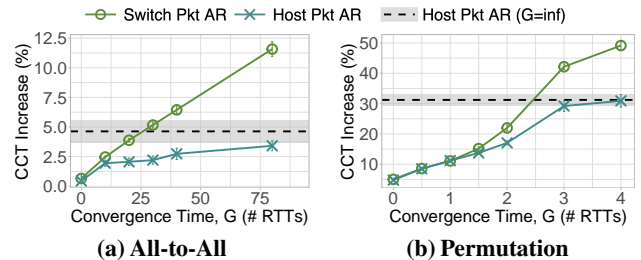 Switch Pkt AR Host Pkt AR Host Pkt AR (G=inf)
CCT Increase (%)
12.5
10.0
7.5
5.0
2.5
0.0
0 25 50 75
Convergence Time, G (# RTTs)
(a) All-to-All
CCT Increase (%)
50
40
30
20
10
0 1 2 3 4
Convergence Time, G (# RTTs)
(b) Permutation